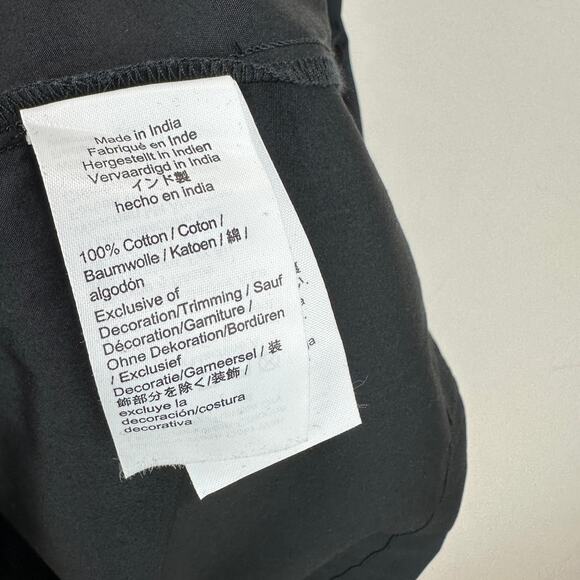 Made in India
Fabriqué en Inde
Hergestellt in Indien
Vervaardigd in India
インド製
hecho en india
100% Cotton / Coton /
Baumwolle / Katoen / 綿 /
algodón
Exclusive of
Decoration/Trimming / Sauf
Décoration/Garniture /
Ohne Dekoration/Bordüren
/ Exclusief
Decoratie/Garneersel / 装
飾部分を除く/装飾 /
excluye la
decoración/costura
decorativa